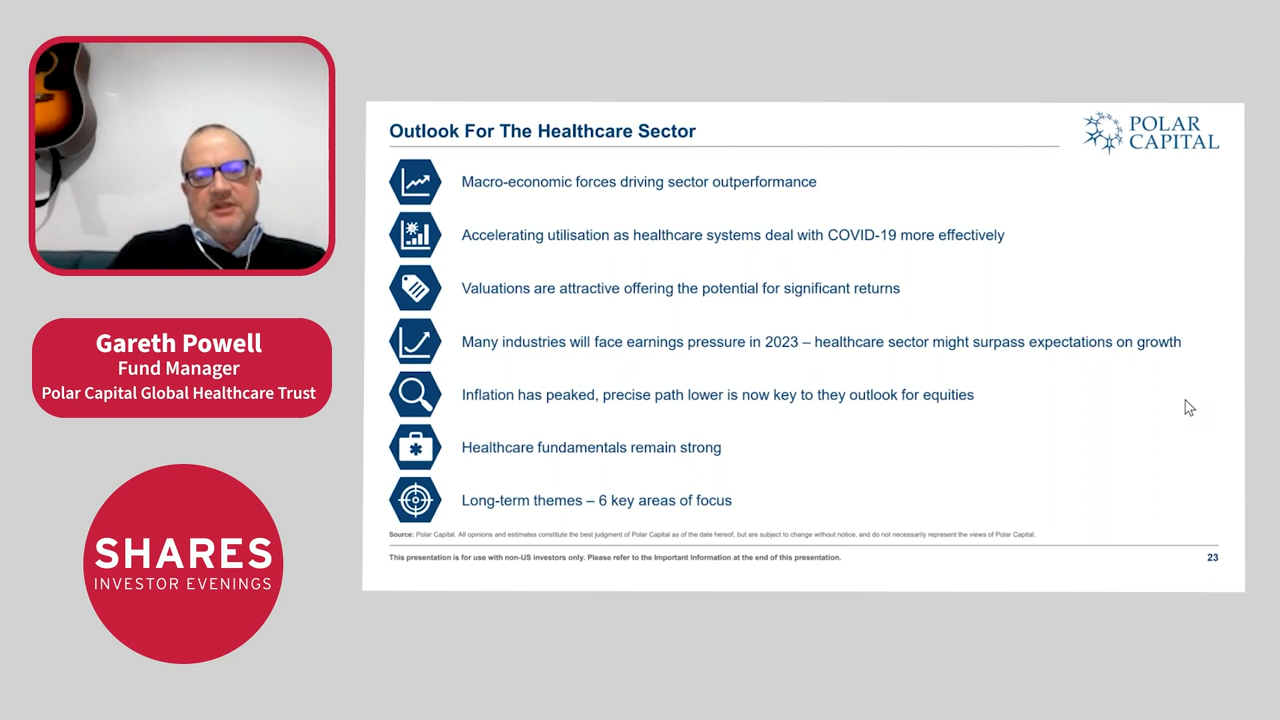 Gareth Powell
Fund Manager
Polar Capital Global Healthcare Trust
SHARES
INVESTOR EVENINGS
Outlook For The Healthcare Sector
POLAR
CAPITAL
Macro-economic forces driving sector outperformance
Accelerating utilisation as healthcare systems deal with COVID-19 more effectively
Valuations are attractive offering the potential for significant returns
Many industries will face earnings pressure in 2023 – healthcare sector might surpass expectations on growth
Inflation has peaked, precise path lower is now key to they outlook for equities
Healthcare fundamentals remain strong
Long-term themes – 6 key areas of focus
Source: Polar Capital. All opinions and estimates constitute the best judgment of Polar Capital as of the date hereof, but are subject to change without notice, and do not necessarily represent the views of Polar Capital.
This presentation is for use with non-US investors only. Please refer to the Important Information at the end of this presentation.
23